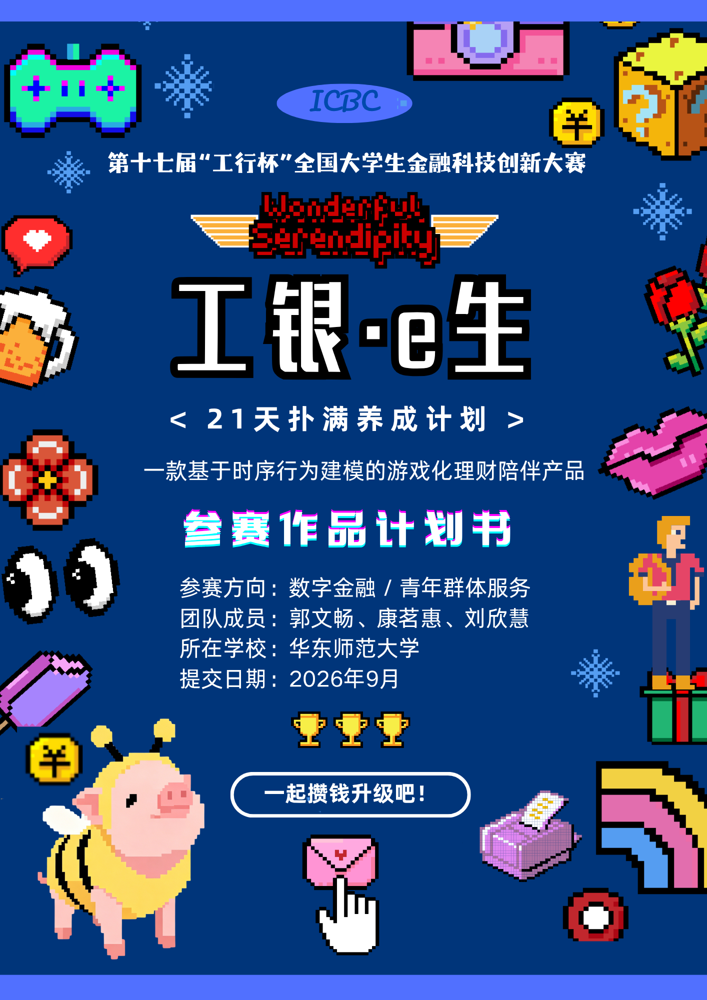 ICBC
第十七届“工行杯”全国大学生金融科技创新大赛
Wonderful
Serendipity
工银·e生
< 21天扑满养成计划 >
一款基于时序行为建模的游戏化理财陪伴产品
参赛作品计划书
参赛方向：数字金融 / 青年群体服务
团队成员：郭文畅、康茗惠、刘欣慧
所在学校：华东师范大学
提交日期：2026年9月
一起攒钱升级吧！